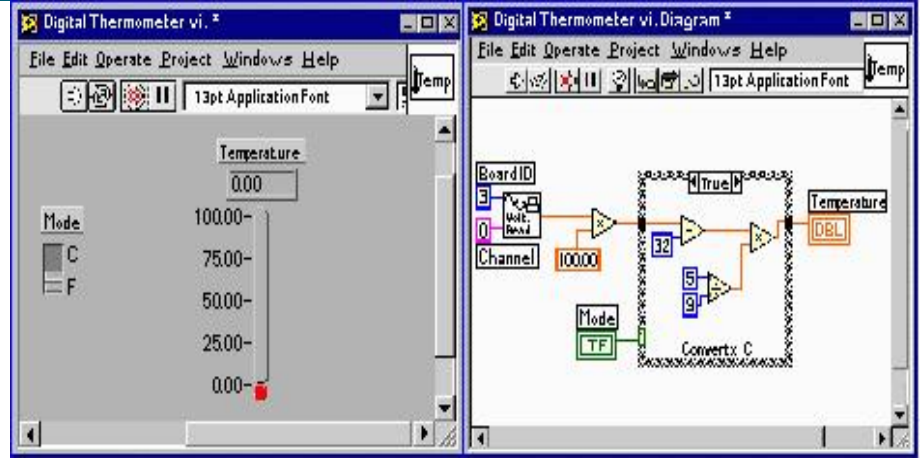 Digital Thermometer vi. *
File Edit Operate Project Windows Help
13pt Application Font
Temp
Temperature
0.00
Mode
C
F
100.00
75.00
50.00
25.00
0.00
Digital Thermometer vi. Diagram *
File Edit Operate Project Windows Help
13pt Application Font
Temp
Board ID
3
Volt.
Read
0
Channel
100.00
True
32
5
9
Convertx C
Mode
TF
Temperature
DBL